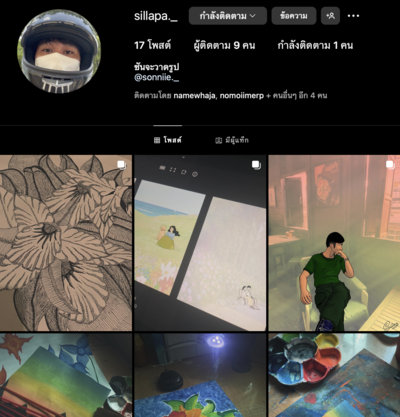 sillapa._
กำลังติดตาม
ข้อความ
17 โพสต์ ผู้ติดตาม 9 คน กำลังติดตาม 1 คน
ชันจะวาดรูป
@sonniie._
ติดตามโดย namewhaja, nomoiimerp + คนอื่นๆ อีก 4 คน
โพสต์ มีผู้แท็ก